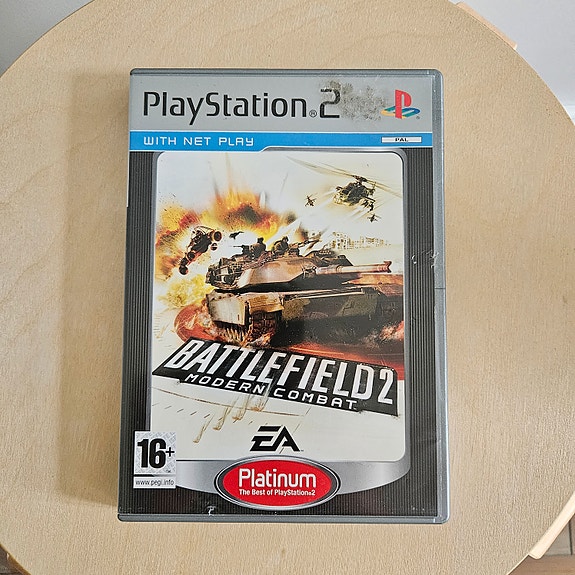 PlayStation®2
WITH NET PLAY
PAL
BATTLEFIELD 2
MODERN COMBAT
EA
16+
www.pegi.info
Platinum
The Best of PlayStation®2